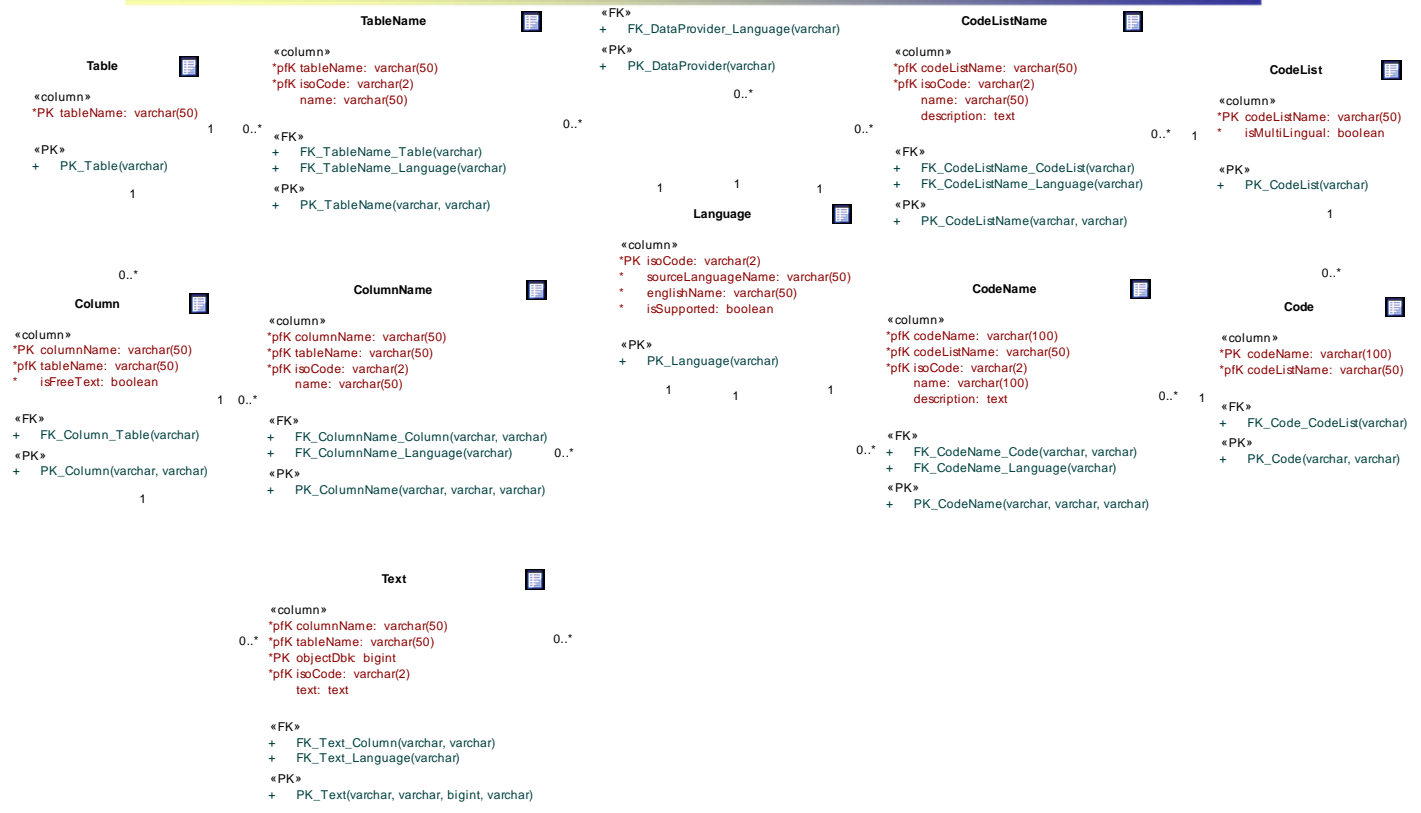 TableName
«column»
*pfK tableName: varchar(50)
*pfK isoCode: varchar(2)
name: varchar(50)
«FK»
+ FK_TableName_Table(varchar)
+ FK_TableName_Language(varchar)
«PK»
+ PK_TableName(varchar, varchar)
«FK»
+ FK_DataProvider_Language(varchar)
«PK»
+ PK_DataProvider(varchar)
0..*
CodeListName
«column»
*pfK codeListName: varchar(50)
*pfK isoCode: varchar(2)
name: varchar(50)
description: text
«FK»
+ FK_CodeListName_CodeList(varchar)
+ FK_CodeListName_Language(varchar)
«PK»
+ PK_CodeListName(varchar, varchar)
Table
«column»
*PK tableName: varchar(50)
«PK»
+ PK_Table(varchar)
1
1
0..*
0..*
0..*
0..*
1
CodeList
«column»
*PK codeListName: varchar(50)
* isMultiLingual: boolean
«PK»
+ PK_CodeList(varchar)
1
0..*
1
1
1
Language
«column»
*PK isoCode: varchar(2)
* sourceLanguageName: varchar(50)
* englishName: varchar(50)
* isSupported: boolean
«PK»
+ PK_Language(varchar)
1
1
1
0..*
Column
«column»
*PK columnName: varchar(50)
*pfK tableName: varchar(50)
* isFreeText: boolean
«FK»
+ FK_Column_Table(varchar)
«PK»
+ PK_Column(varchar, varchar)
1
1
0..*
ColumnName
«column»
*pfK columnName: varchar(50)
*pfK tableName: varchar(50)
*pfK isoCode: varchar(2)
name: varchar(50)
«FK»
+ FK_ColumnName_Column(varchar, varchar)
+ FK_ColumnName_Language(varchar)
«PK»
+ PK_ColumnName(varchar, varchar, varchar)
0..*
CodeName
«column»
*pfK codeName: varchar(100)
*pfK codeListName: varchar(50)
*pfK isoCode: varchar(2)
name: varchar(100)
description: text
«FK»
+ FK_CodeName_Code(varchar, varchar)
+ FK_CodeName_Language(varchar)
«PK»
+ PK_CodeName(varchar, varchar, varchar)
0..*
0..*
1
Code
«column»
*PK codeName: varchar(100)
*pfK codeListName: varchar(50)
«FK»
+ FK_Code_CodeList(varchar)
«PK»
+ PK_Code(varchar, varchar)
Text
«column»
*pfK columnName: varchar(50)
*pfK tableName: varchar(50)
*PK objectDbk: bigint
*pfK isoCode: varchar(2)
text: text
«FK»
+ FK_Text_Column(varchar, varchar)
+ FK_Text_Language(varchar)
«PK»
+ PK_Text(varchar, varchar, bigint, varchar)
0..*
0..*